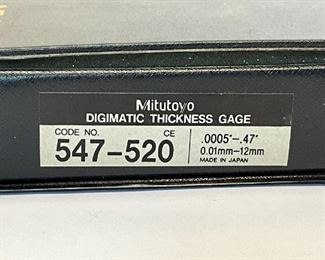 Mitutoyo
DIGIMATIC THICKNESS GAGE
CODE NO. CE
547-520
.0005"-.47"
0.01mm-12mm
MADE IN JAPAN